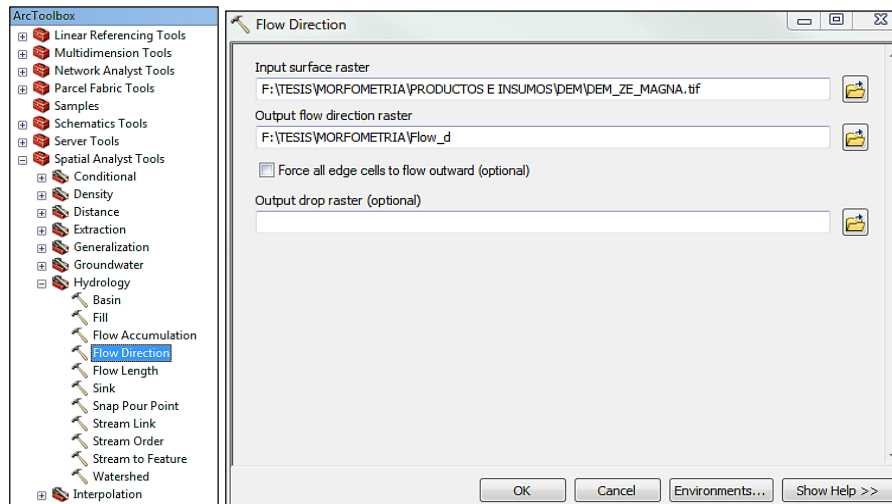 ArcToolbox
Linear Referencing Tools
Multidimension Tools
Network Analyst Tools
Parcel Fabric Tools
Samples
Schematics Tools
Server Tools
Spatial Analyst Tools
Conditional
Density
Distance
Extraction
Generalization
Groundwater
Hydrology
Basin
Fill
Flow Accumulation
Flow Direction
Flow Length
Sink
Snap Pour Point
Stream Link
Stream Order
Stream to Feature
Watershed
Interpolation
Flow Direction
Input surface raster
F:\TESIS\MORFOMETRIA\PRODUCTOS E INSUMOS\DEM\DEM_ZE_MAGNA.tif
Output flow direction raster
F:\TESIS\MORFOMETRIA\Flow_d
Force all edge cells to flow outward (optional)
Output drop raster (optional)
OK
Cancel
Environments...
Show Help >>